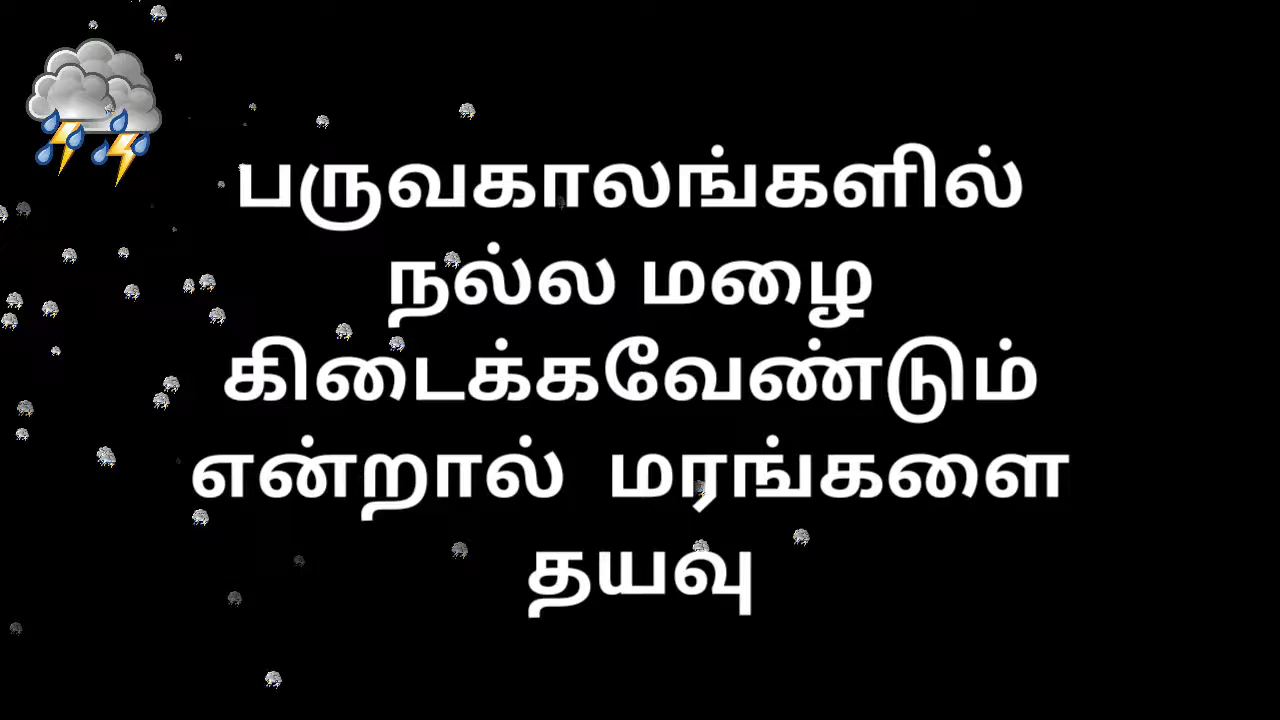 பருவகாலங்களில்
நல்ல மழை
கிடைக்கவேண்டும்
என்றால் மரங்களை
தயவு